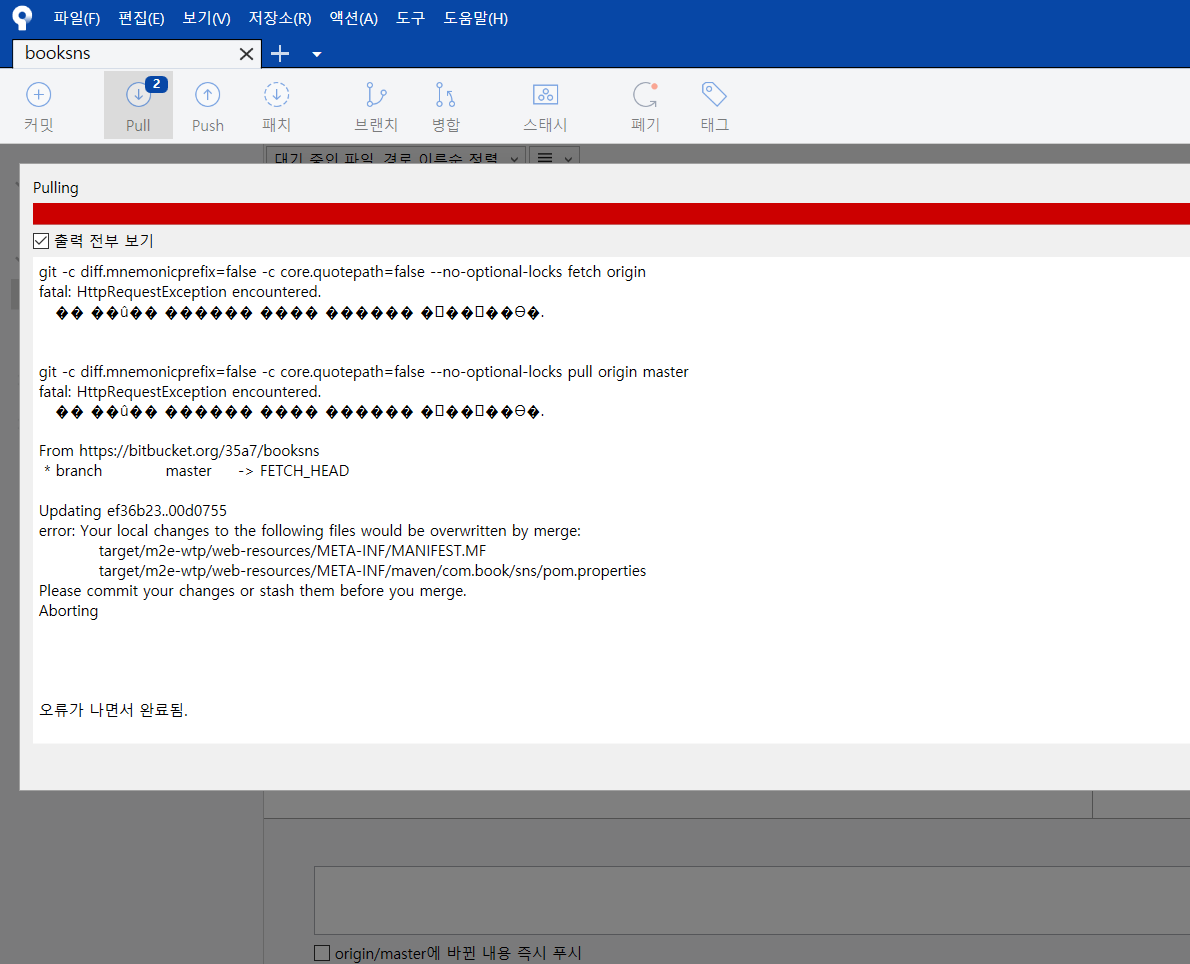 파일(F) 편집(E) 보기(V) 저장소(R) 액션(A) 도구 도움말(H)
booksns
2
커밋 Pull Push 패치 브랜치 병합 스태시 폐기 태그
대기 중인 파일, 경로 이름순 정렬
Pulling
출력 전부 보기
git -c diff.mnemonicprefix=false -c core.quotepath=false --no-optional-locks fetch origin
fatal: HttpRequestException encountered.
�� ��û�� ������ ���� ������ �߻��߽��ϴ�.
git -c diff.mnemonicprefix=false -c core.quotepath=false --no-optional-locks pull origin master
fatal: HttpRequestException encountered.
From https://bitbucket.org/35a7/booksns
* branch master -> FETCH_HEAD
Updating ef36b23..00d0755
error: Your local changes to the following files would be overwritten by merge:
target/m2e-wtp/web-resources/META-INF/MANIFEST.MF
target/m2e-wtp/web-resources/META-INF/maven/com.book/sns/pom.properties
Please commit your changes or stash them before you merge.
Aborting
오류가 나면서 완료됨.
origin/master에 바뀐 내용 즉시 푸시